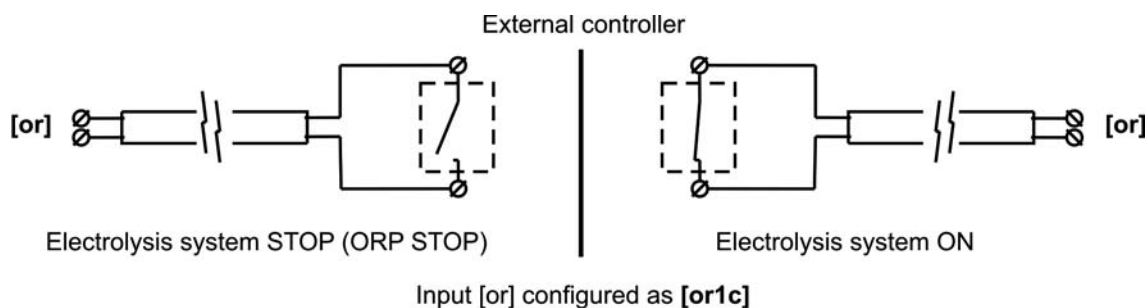 External controller
[or]
[or]
Electrolysis system STOP (ORP STOP)
Electrolysis system ON
Input [or] configured as [or1c]